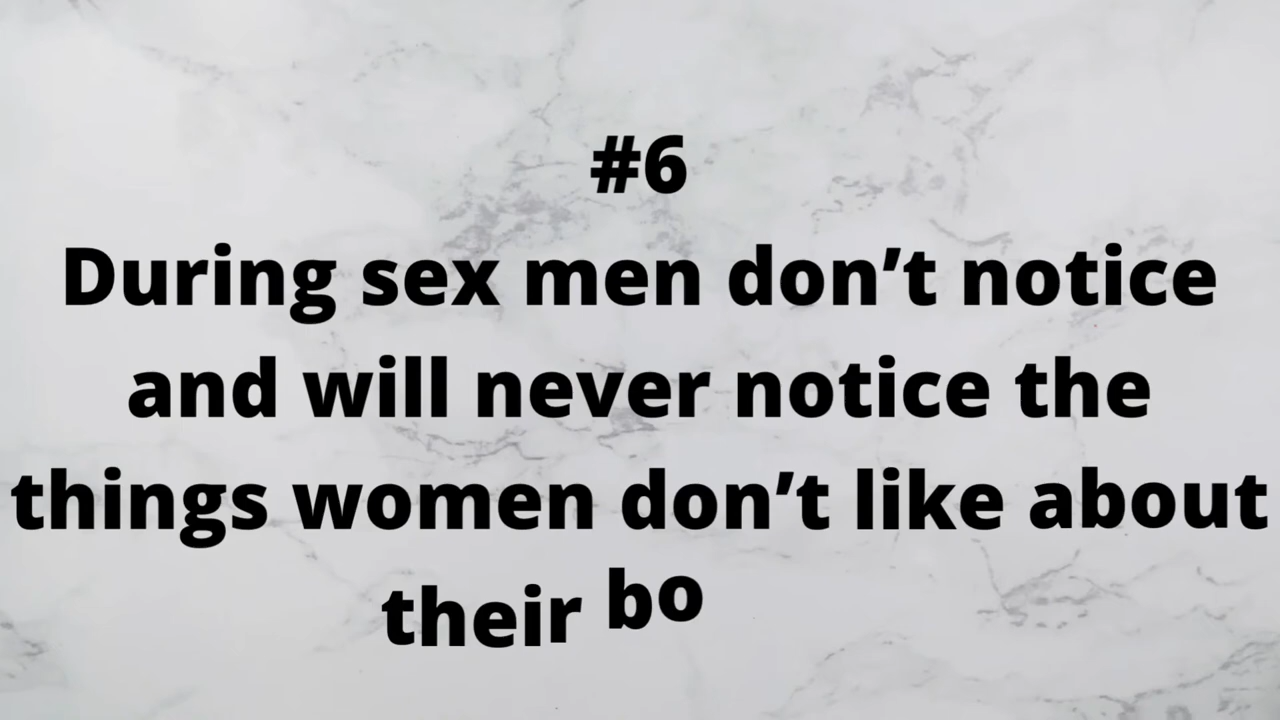 #6
During sex men don’t notice
and will never notice the
things women don’t like about
their bo